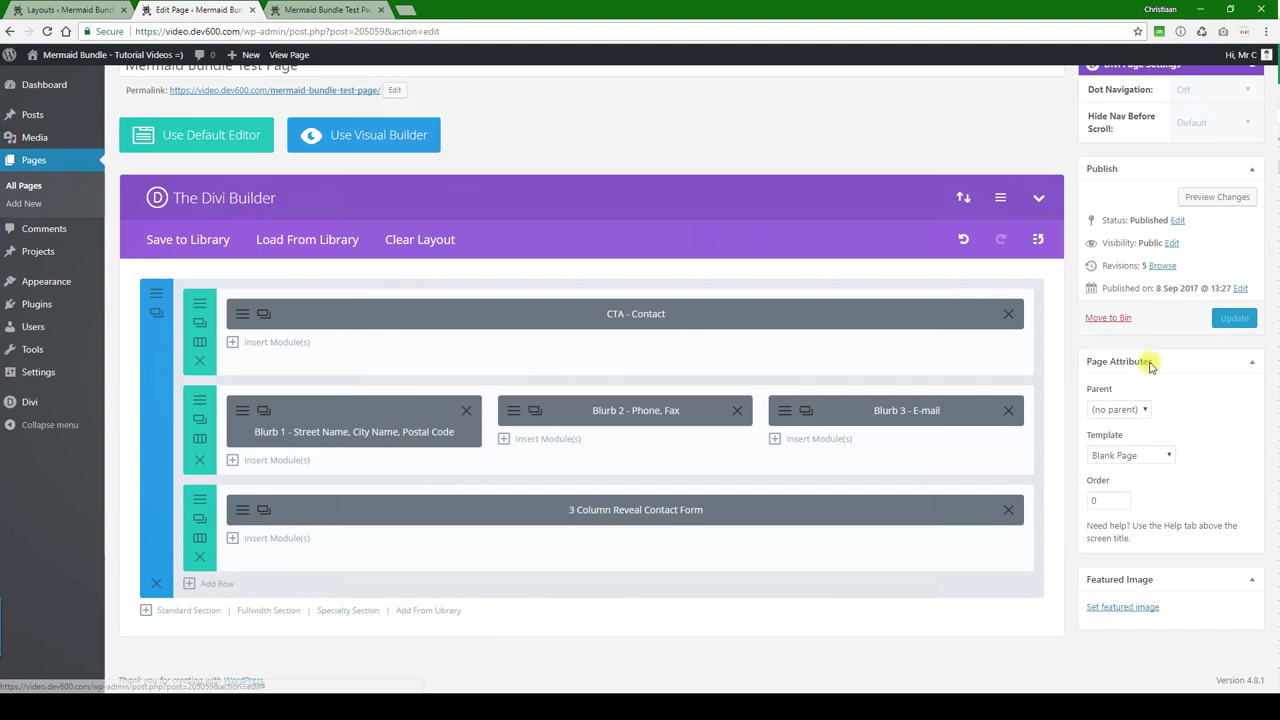 Layouts ‹ Mermaid Bund
Edit Page ‹ Mermaid Bun
Mermaid Bundle Test Pa
Christiaan
Secure
https://video.dev600.com/wp-admin/post.php?post=205059&action=edit
Mermaid Bundle - Tutorial Videos =)
0
New
View Page
Hi, Mr C
Dashboard
Posts
Media
Pages
All Pages
Add New
Comments
Projects
Appearance
Plugins
Users
Tools
Settings
Divi
Collapse menu
Mermaid Bundle Test Page
Permalink: https://video.dev600.com/mermaid-bundle-test-page/ Edit
Use Default Editor
Use Visual Builder
The Divi Builder
Save to Library
Load From Library
Clear Layout
CTA - Contact
Insert Module(s)
Blurb 1 - Street Name, City Name, Postal Code
Insert Module(s)
Blurb 2 - Phone, Fax
Insert Module(s)
Blurb 3 - E-mail
Insert Module(s)
3 Column Reveal Contact Form
Insert Module(s)
Add Row
Standard Section | Fullwidth Section | Specialty Section | Add From Library
Thank you for creating with WordPress.
https://video.dev600.com/wp-admin/post.php?post=205059&action=edit#
Version 4.8.1
Divi Page Settings
Dot Navigation:
Off
Hide Nav Before
Scroll:
Default
Publish
Preview Changes
Status: Published Edit
Visibility: Public Edit
Revisions: 5 Browse
Published on: 8 Sep 2017 @ 13:27 Edit
Move to Bin
Update
Page Attributes
Parent
(no parent)
Template
Blank Page
Order
0
Need help? Use the Help tab above the
screen title.
Featured Image
Set featured image